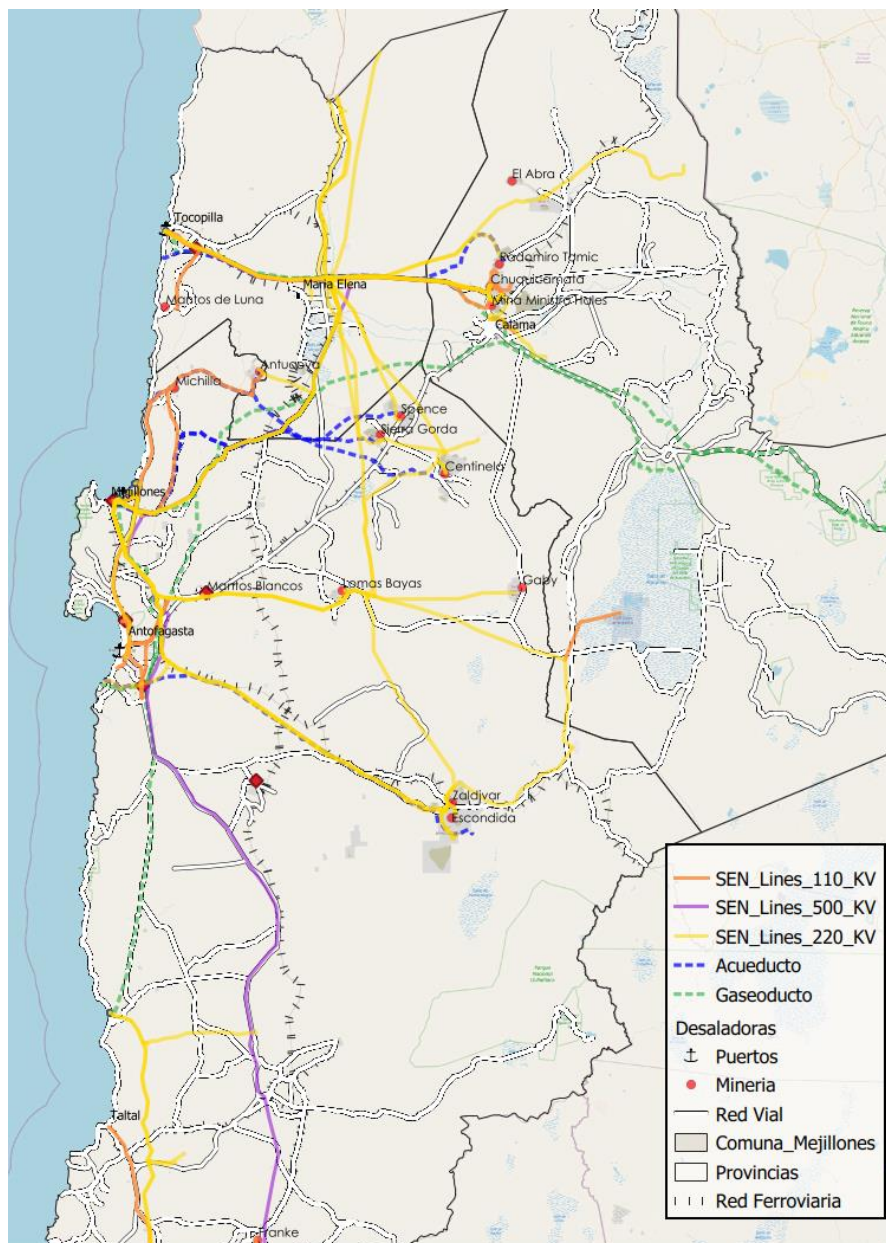 El Abra
Tocopilla
Radomiro Tomic
Maria Elena
Chuquicamata
Mina Ministro Hales
Mantos de Luna
Calama
Antucoya
Michilla
Spence
Sierra Gorda
Centinela
Mejillones
Mantos Blancos
Lomas Bayas
Gaby
Antofagasta
Zaldivar
Escondida
SEN_Lines_110_KV
SEN_Lines_500_KV
SEN_Lines_220_KV
Acueducto
Gaseoducto
Desaladoras
Puertos
Mineria
Red Vial
Comuna_Mejillones
Provincias
Red Ferroviaria
Taltal
Franke